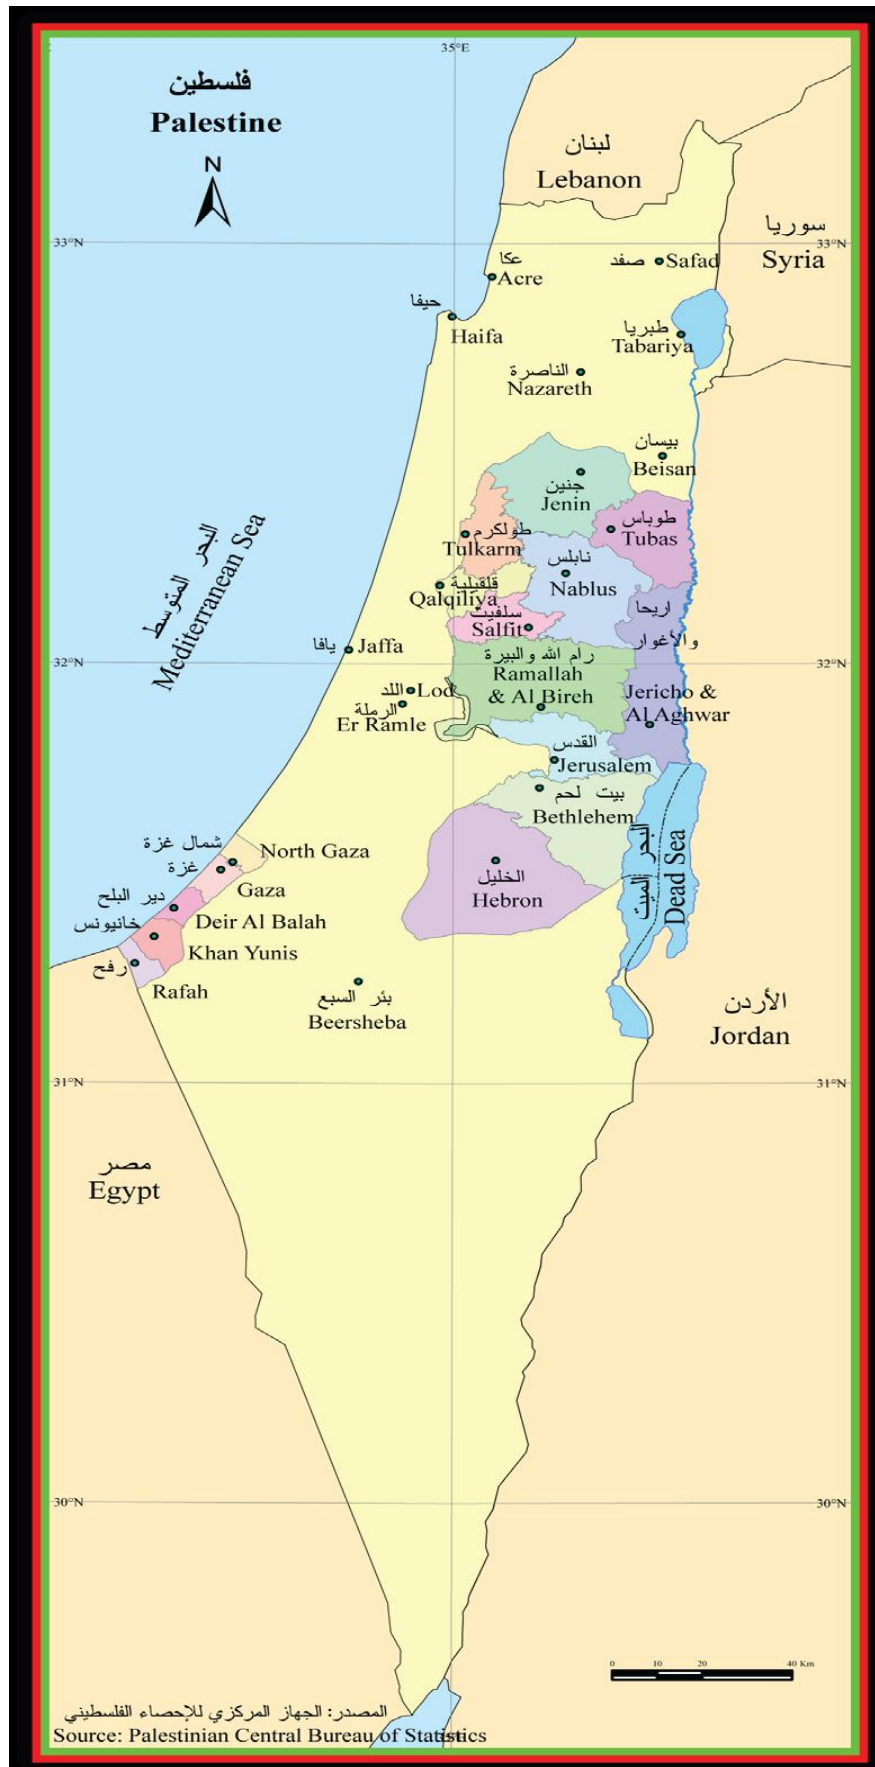 35°E
فلسطين
Palestine
N
لبنان
Lebanon
سوريا
Syria
33°N
33°N
عكا
Acre
صفد Safad
حيفا
Haifa
طبريا
Tabariya
الناصرة
Nazareth
بيسان
Beisan
جنين
Jenin
طوباس
Tubas
طولكرم
Tulkarm
نابلس
Nablus
قلقيلية
Qalqiliya
سلفيت
Salfit
اريحا
والأغوار
Jericho &
Al Aghwar
البحر المتوسط
Mediterranean Sea
يافا Jaffa
32°N
32°N
رام الله والبيرة
Ramallah
& Al Bireh
اللد Lod
الرملة
Er Ramle
القدس
Jerusalem
بيت لحم
Bethlehem
البحر الميت
Dead Sea
الخليل
Hebron
شمال غزة
North Gaza
غزة
Gaza
دير البلح
Deir Al Balah
خانيونس
Khan Yunis
رفح
Rafah
بئر السبع
Beersheba
الأردن
Jordan
31°N
31°N
مصر
Egypt
30°N
30°N
0 10 20 40 Km
المصدر: الجهاز المركزي للإحصاء الفلسطيني
Source: Palestinian Central Bureau of Statistics